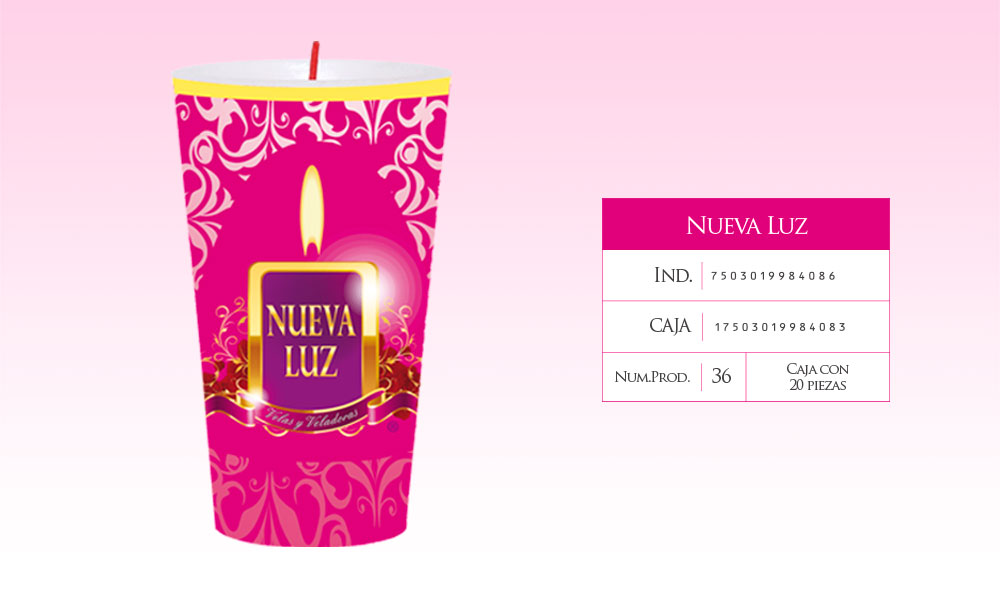 NUEVA
LUZ
Velas y Veladoras
®
NUEVA LUZ
IND. 7503019984086
CAJA 17503019984083
NUM.PROD. 36
CAJA CON
20 PIEZAS